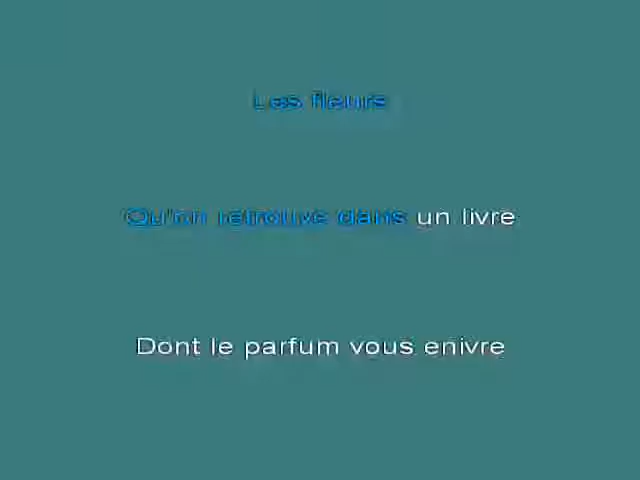 Les fleurs
Qu'on retrouve dans un livre
Dont le parfum vous enivre